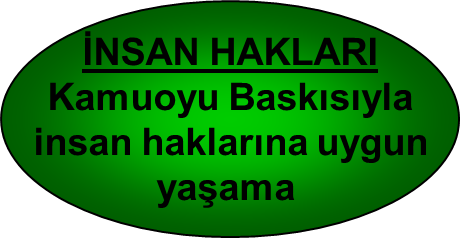 İNSAN HAKLARI
Kamuoyu Baskısıyla
insan haklarına uygun
yaşama